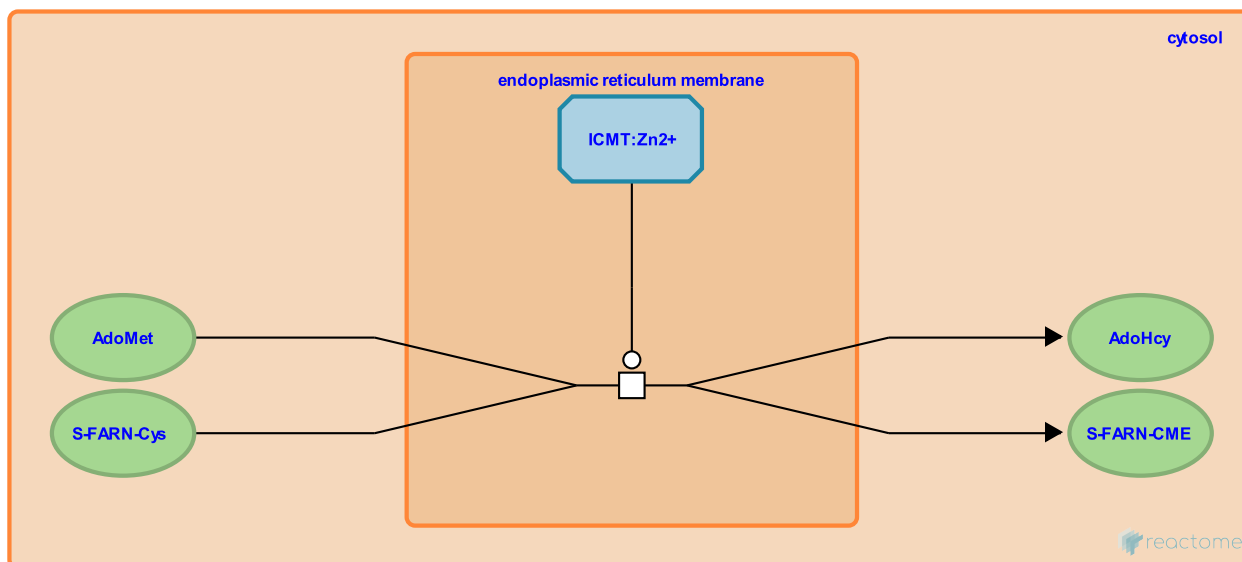 cytosol
endoplasmic reticulum membrane
ICMT:Zn2+
AdoMet
AdoHcy
S-FARN-Cys
S-FARN-CME
reactome